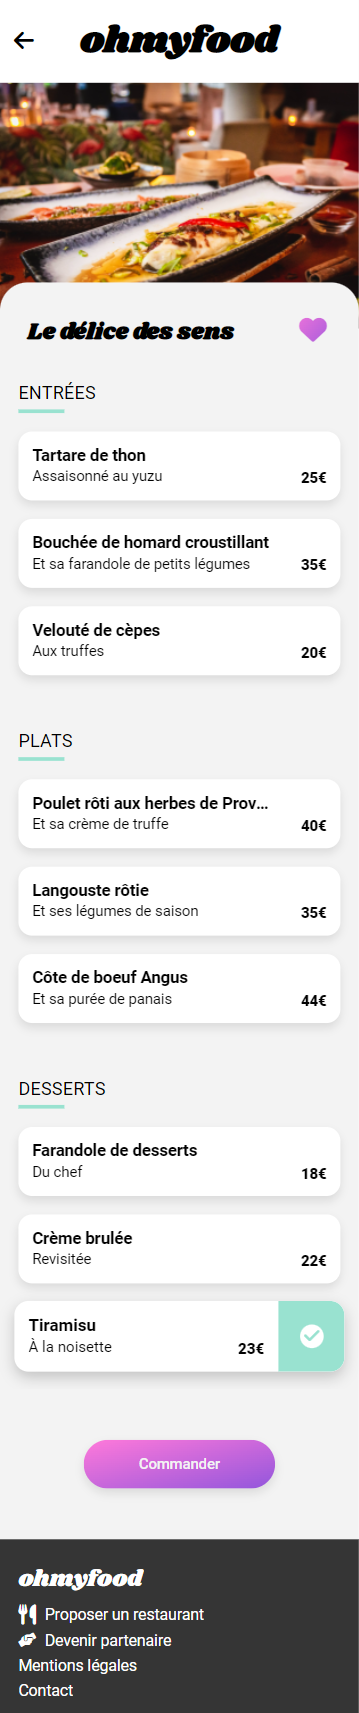 ohmyfood
Le délice des sens
ENTRÉES
Tartare de thon
Assaisonné au yuzu 25€
Bouchée de homard croustillant
Et sa farandole de petits légumes 35€
Velouté de cèpes
Aux truffes 20€
PLATS
Poulet rôti aux herbes de Prov...
Et sa crème de truffe 40€
Langouste rôtie
Et ses légumes de saison 35€
Côte de boeuf Angus
Et sa purée de panais 44€
DESSERTS
Farandole de desserts
Du chef 18€
Crème brulée
Revisitée 22€
Tiramisu
À la noisette 23€
Commander
ohmyfood
Proposer un restaurant
Devenir partenaire
Mentions légales
Contact